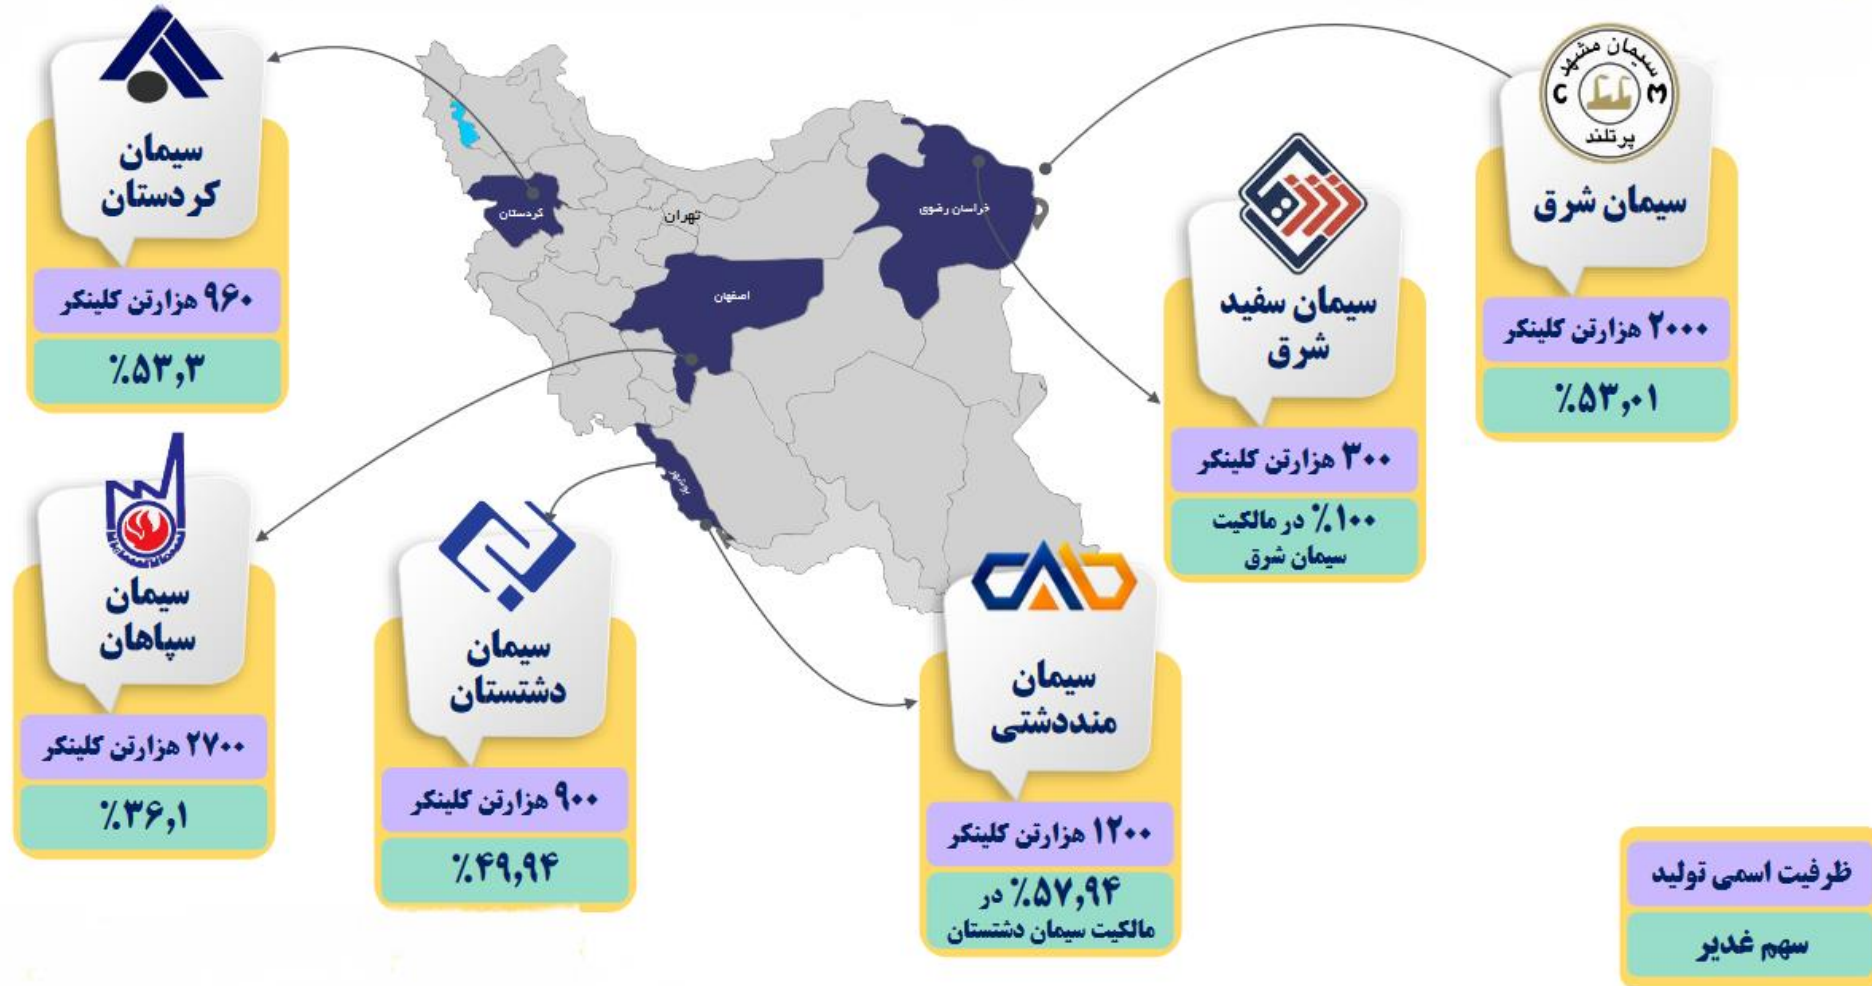 سیمان
کردستان
۹۶۰ هزارتن کلینکر
٪۵۳٫۳
سیمان مشهد
C M
پرتلند
سیمان شرق
۲۰۰۰ هزارتن کلینکر
٪۵۳٫۰۱
سیمان سفید
شرق
۳۰۰ هزارتن کلینکر
۱۰۰٪ در مالکیت
سیمان شرق
کردستان
تهران
خراسان رضوی
اصفهان
بوشهر
سیمان
سپاهان
۲۷۰۰ هزارتن کلینکر
٪۳۶٫۱
سیمان
دشتستان
۹۰۰ هزارتن کلینکر
٪۴۹٫۹۴
سیمان
منددشتی
۱۲۰۰ هزارتن کلینکر
۵۷٫۹۴٪ در
مالکیت سیمان دشتستان
ظرفیت اسمی تولید
سهم غدیر